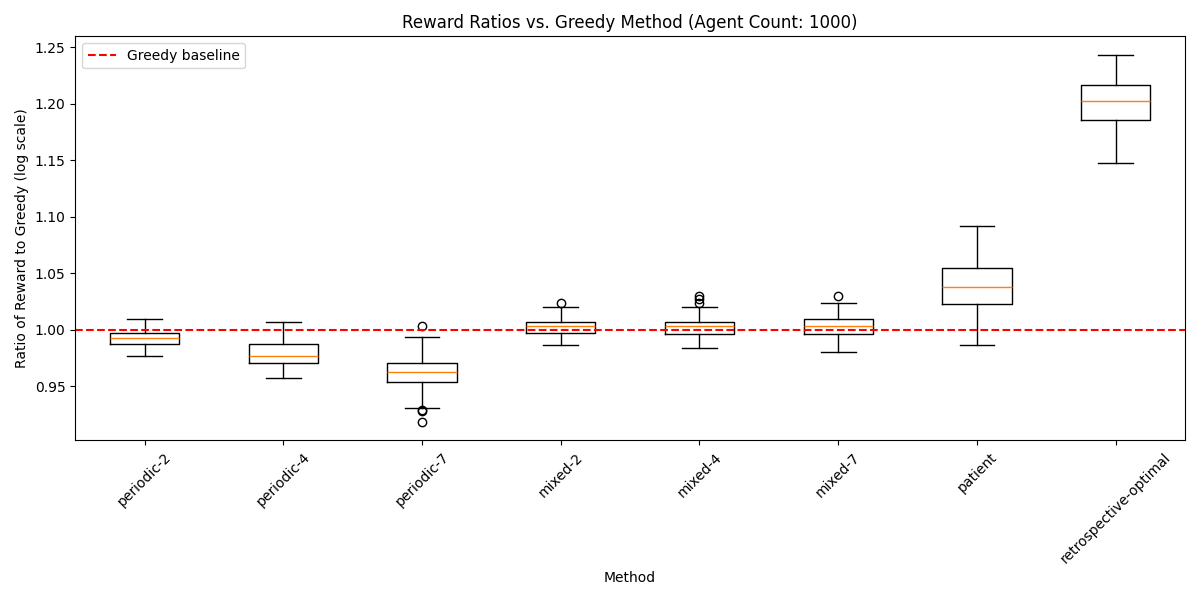 Reward Ratios vs. Greedy Method (Agent Count: 1000)
Greedy baseline
Ratio of Reward to Greedy (log scale)
1.25
1.20
1.15
1.10
1.05
1.00
0.95
periodic-2
periodic-4
periodic-7
mixed-2
mixed-4
mixed-7
patient
retrospective-optimal
Method